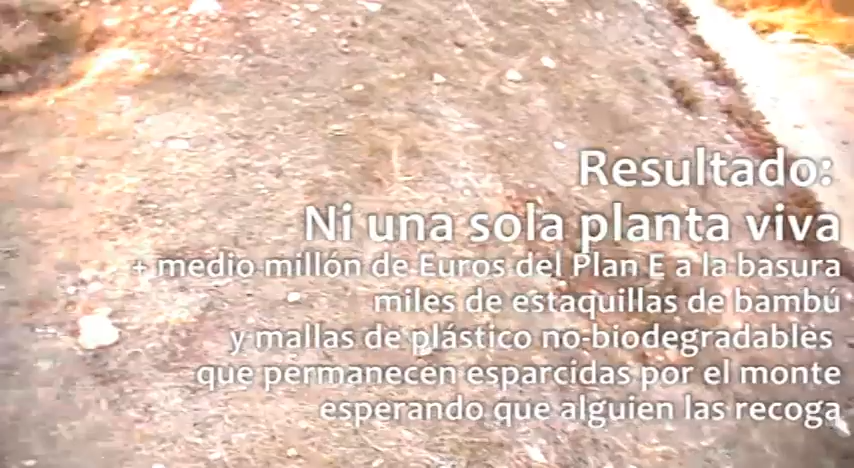 Resultado:
Ni una sola planta viva
+ medio millón de Euros del Plan E a la basura
miles de estaquillas de bambú
y mallas de plástico no-biodegradables
que permanecen esparcidas por el monte
esperando que alguien las recoga.